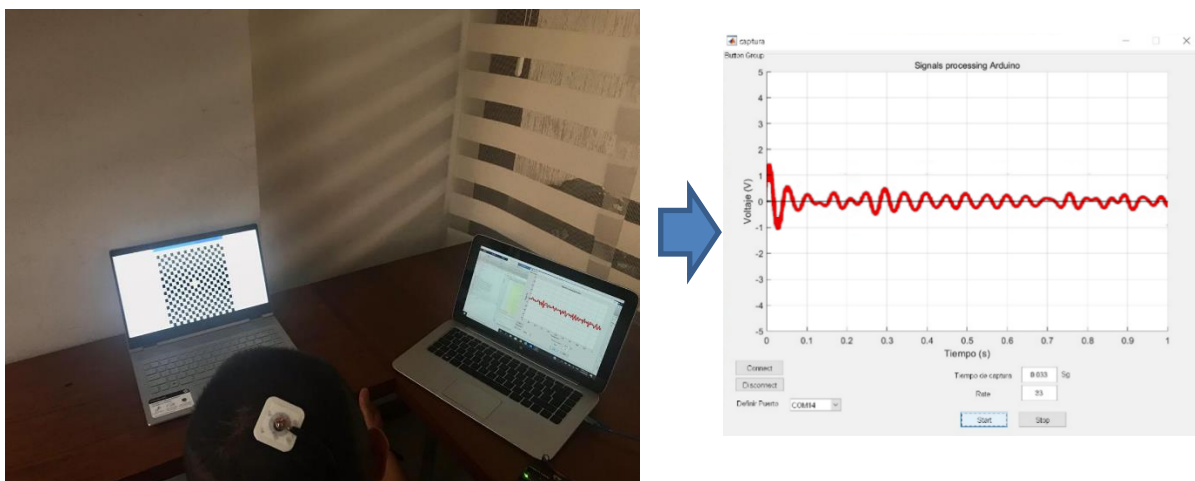 captura
Button Group
Signals processing Arduino
5
4
3
2
1
0
-1
-2
-3
-4
-5
Voltaje (V)
0 0.1 0.2 0.3 0.4 0.5 0.6 0.7 0.8 0.9 1
Tiempo (s)
Connect
Disconnect
Definir Puerto COM14
Tiempo de captura 0.033 Sg
Rate 23
Start Stop